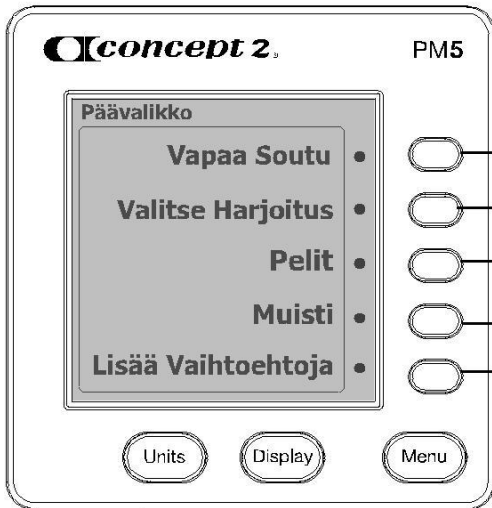 concept 2
PM5
Päävalikko
Vapaa Soutu
Valitse Harjoitus
Pelit
Muisti
Lisää Vaihtoehtoja
Units
Display
Menu